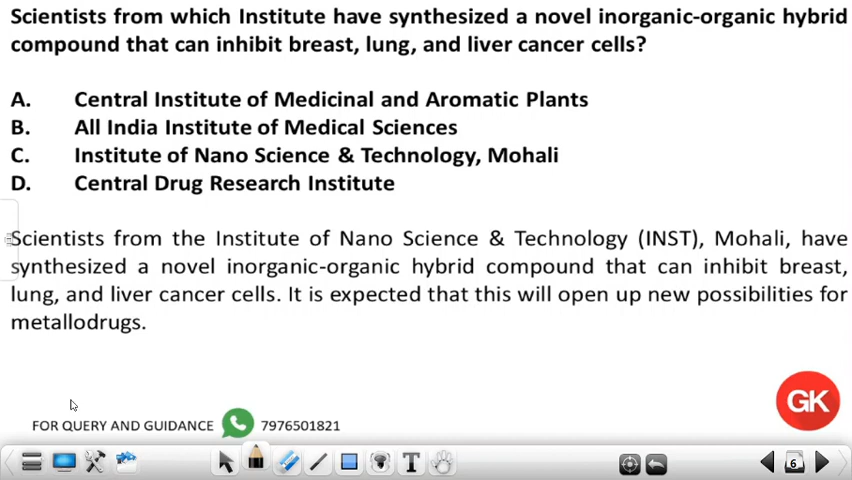 Scientists from which Institute have synthesized a novel inorganic-organic hybrid
compound that can inhibit breast, lung, and liver cancer cells?
A. Central Institute of Medicinal and Aromatic Plants
B. All India Institute of Medical Sciences
C. Institute of Nano Science & Technology, Mohali
D. Central Drug Research Institute
Scientists from the Institute of Nano Science & Technology (INST), Mohali, have
synthesized a novel inorganic-organic hybrid compound that can inhibit breast,
lung, and liver cancer cells. It is expected that this will open up new possibilities for
metallodrugs.
GK
FOR QUERY AND GUIDANCE 7976501821
T
6